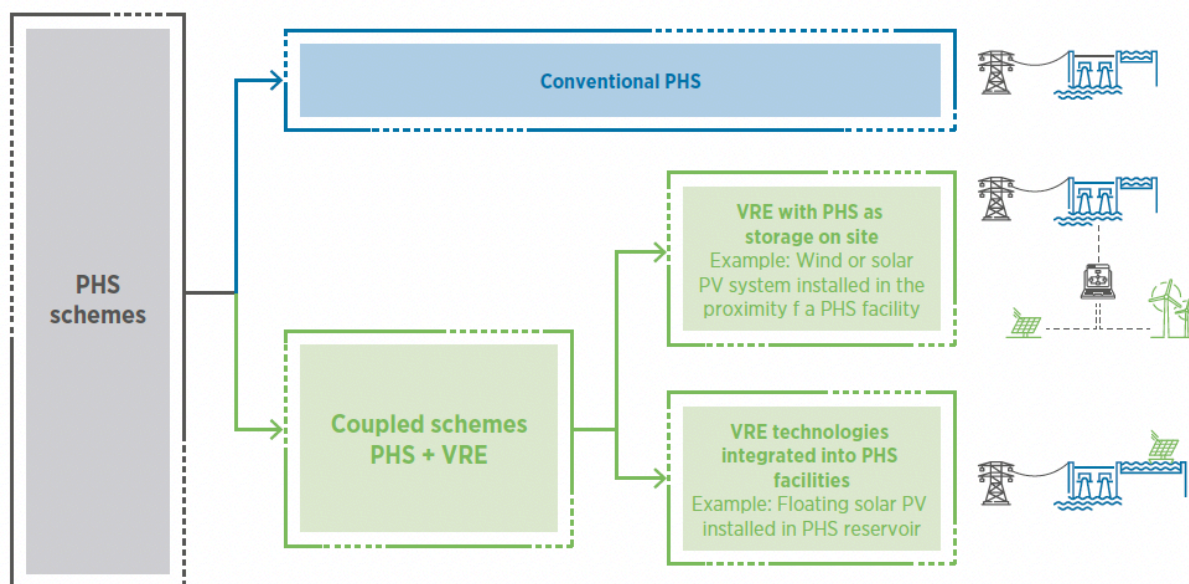 PHS
schemes
Conventional PHS
Coupled schemes
PHS + VRE
VRE with PHS as
storage on site
Example: Wind or solar
PV system installed in the
proximity f a PHS facility
VRE technologies
integrated into PHS
facilities
Example: Floating solar PV
installed in PHS reservoir